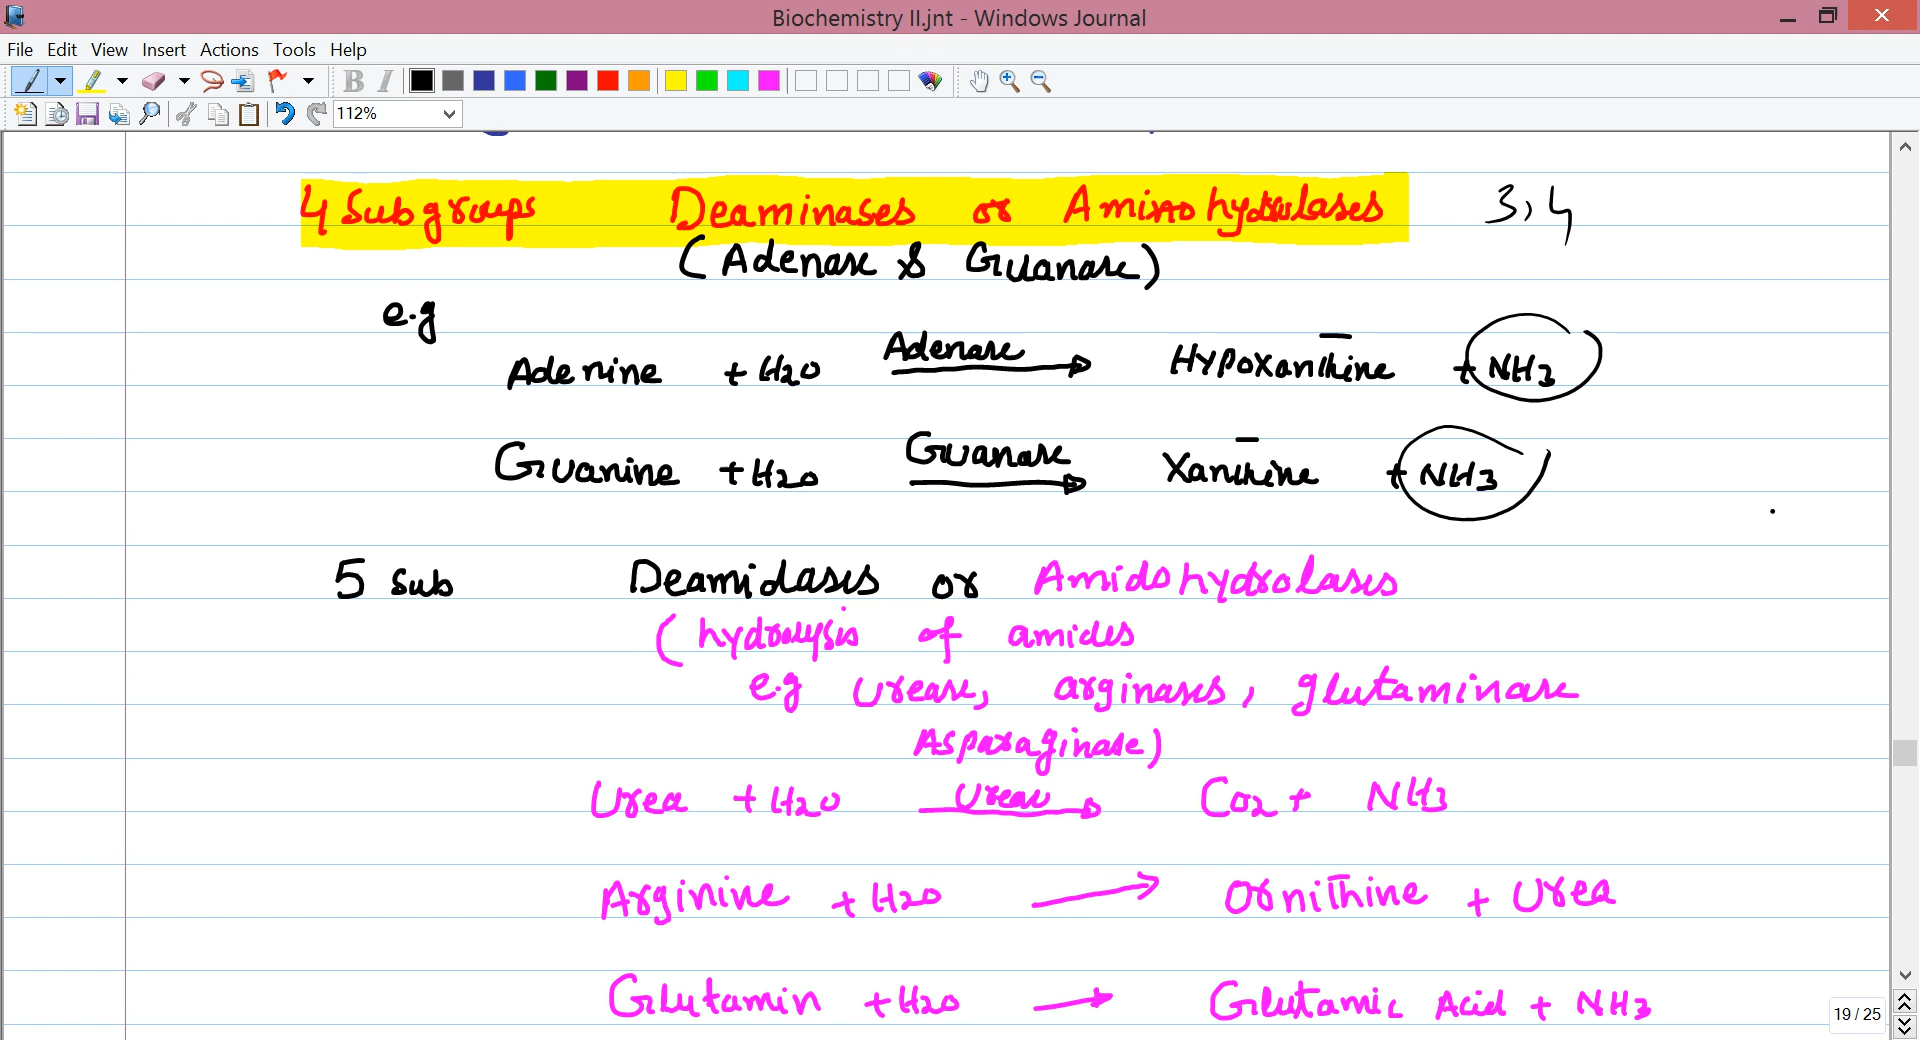 Biochemistry II.jnt - Windows Journal
File Edit View Insert Actions Tools Help
B I
112%
4 Subgroups Deaminases or Aminohydrolases 3,4
(Adenase & Guanase)
e.g
Adenine + H2O Adenase Hypoxanthine + NH3
Guanine + H2O Guanase Xanthine + NH3
5 Sub Deamidases or Amidohydrolases
(hydrolysis of amides
e.g Urease, arginases, glutaminase
Asparaginase)
Urea + H2O Urease CO2 + NH3
Arginine + H2O Ornithine + Urea
Glutamin + H2O Glutamic Acid + NH3
19 / 25